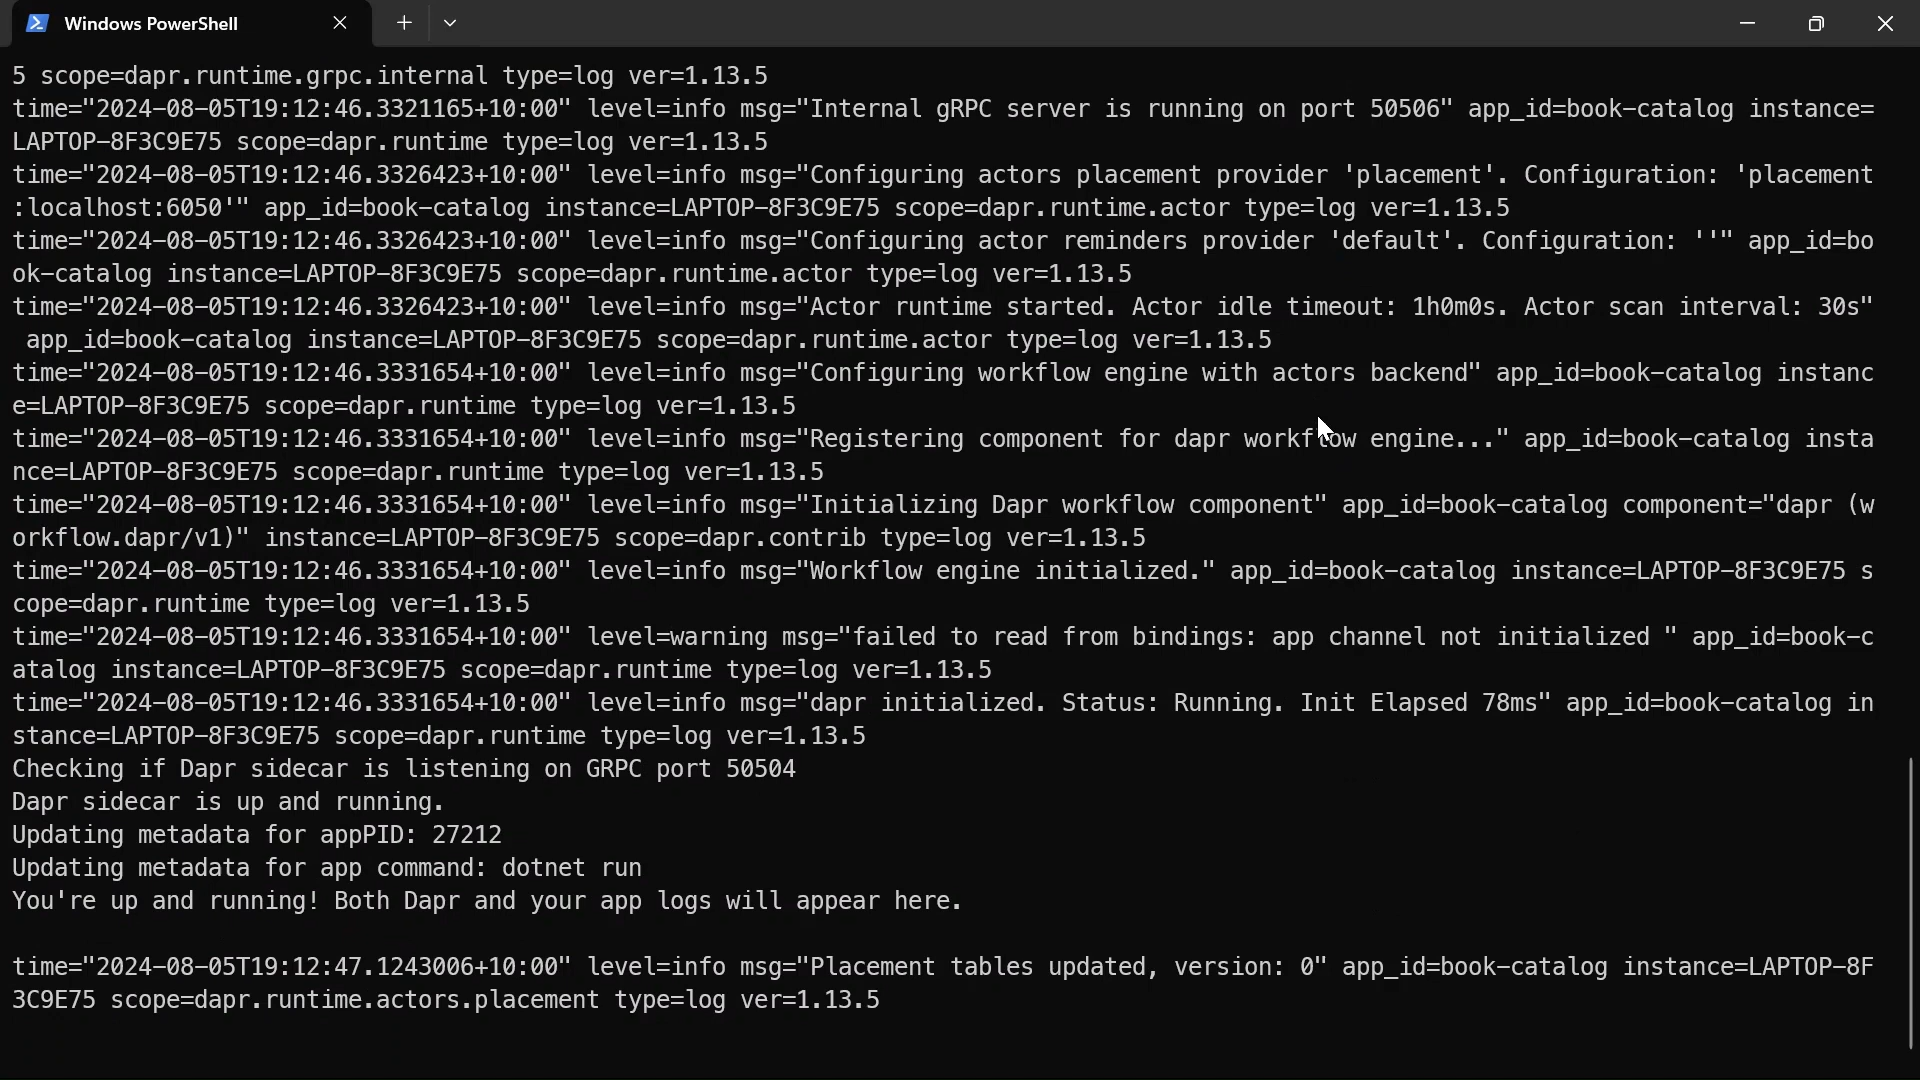 Windows PowerShell
5 scope=dapr.runtime.grpc.internal type=log ver=1.13.5
time="2024-08-05T19:12:46.3321165+10:00" level=info msg="Internal gRPC server is running on port 50506" app_id=book-catalog instance=
LAPTOP-8F3C9E75 scope=dapr.runtime type=log ver=1.13.5
time="2024-08-05T19:12:46.3326423+10:00" level=info msg="Configuring actors placement provider 'placement'. Configuration: 'placement
:localhost:6050'" app_id=book-catalog instance=LAPTOP-8F3C9E75 scope=dapr.runtime.actor type=log ver=1.13.5
time="2024-08-05T19:12:46.3326423+10:00" level=info msg="Configuring actor reminders provider 'default'. Configuration: ''" app_id=bo
ok-catalog instance=LAPTOP-8F3C9E75 scope=dapr.runtime.actor type=log ver=1.13.5
time="2024-08-05T19:12:46.3326423+10:00" level=info msg="Actor runtime started. Actor idle timeout: 1h0m0s. Actor scan interval: 30s"
 app_id=book-catalog instance=LAPTOP-8F3C9E75 scope=dapr.runtime.actor type=log ver=1.13.5
time="2024-08-05T19:12:46.3331654+10:00" level=info msg="Configuring workflow engine with actors backend" app_id=book-catalog instanc
e=LAPTOP-8F3C9E75 scope=dapr.runtime type=log ver=1.13.5
time="2024-08-05T19:12:46.3331654+10:00" level=info msg="Registering component for dapr workflow engine..." app_id=book-catalog insta
nce=LAPTOP-8F3C9E75 scope=dapr.runtime type=log ver=1.13.5
time="2024-08-05T19:12:46.3331654+10:00" level=info msg="Initializing Dapr workflow component" app_id=book-catalog component="dapr (w
orkflow.dapr/v1)" instance=LAPTOP-8F3C9E75 scope=dapr.contrib type=log ver=1.13.5
time="2024-08-05T19:12:46.3331654+10:00" level=info msg="Workflow engine initialized." app_id=book-catalog instance=LAPTOP-8F3C9E75 s
cope=dapr.runtime type=log ver=1.13.5
time="2024-08-05T19:12:46.3331654+10:00" level=warning msg="failed to read from bindings: app channel not initialized " app_id=book-c
atalog instance=LAPTOP-8F3C9E75 scope=dapr.runtime type=log ver=1.13.5
time="2024-08-05T19:12:46.3331654+10:00" level=info msg="dapr initialized. Status: Running. Init Elapsed 78ms" app_id=book-catalog in
stance=LAPTOP-8F3C9E75 scope=dapr.runtime type=log ver=1.13.5
Checking if Dapr sidecar is listening on GRPC port 50504
Dapr sidecar is up and running.
Updating metadata for appPID: 27212
Updating metadata for app command: dotnet run
You're up and running! Both Dapr and your app logs will appear here.
time="2024-08-05T19:12:47.1243006+10:00" level=info msg="Placement tables updated, version: 0" app_id=book-catalog instance=LAPTOP-8F
3C9E75 scope=dapr.runtime.actors.placement type=log ver=1.13.5